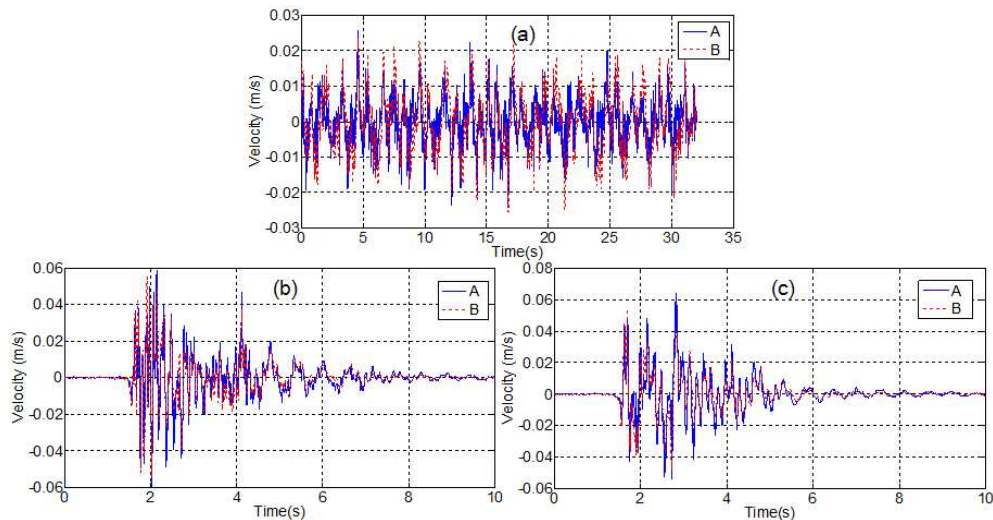 0.03
0.02
0.01
0
-0.01
-0.02
-0.03
Velocity (m/s)
(a)
A
B
0 5 10 15 20 25 30 35
Time(s)
0.06
0.04
0.02
0
-0.02
-0.04
-0.06
Velocity (m/s)
(b)
A
B
0 2 4 6 8 10
Time(s)
0.08
0.06
0.04
0.02
0
-0.02
-0.04
-0.06
Velocity (m/s)
(c)
A
B
0 2 4 6 8 10
Time(s)